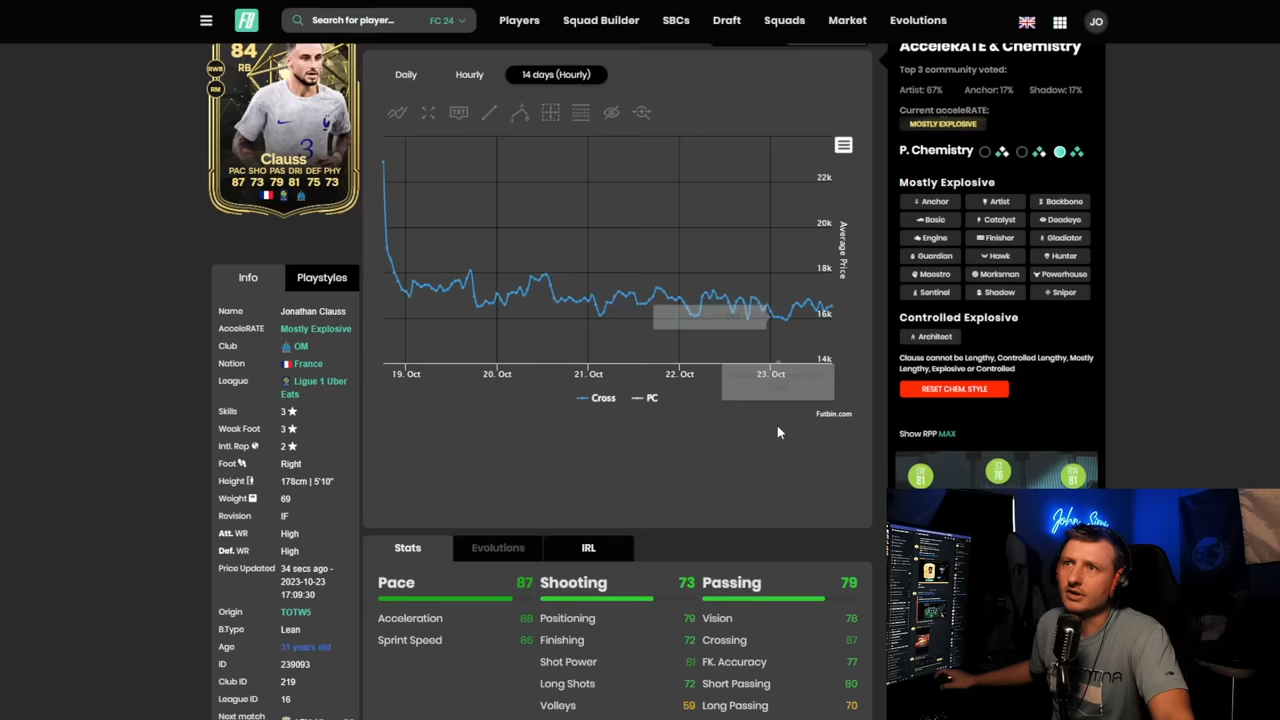 FB
Search for player...
FC 24
Players
Squad Builder
SBCs
Draft
Squads
Market
Evolutions
JO
84
RB
RWB
RM
3
Clauss
PAC SHO PAS DRI DEF PHY
87 73 79 81 75 73
Daily
Hourly
14 days (Hourly)
TXT
22k
20k
18k
16k
14k
Average Price
19. Oct
20. Oct
21. Oct
22. Oct
23. Oct
Cross
PC
Futbin.com
AcceleRATE & Chemistry
Top 3 community voted:
Artist: 67%
Anchor: 17%
Shadow: 17%
Current acceleRATE:
MOSTLY EXPLOSIVE
P. Chemistry
Mostly Explosive
Anchor
Artist
Backbone
Basic
Catalyst
Deadeye
Engine
Finisher
Gladiator
Guardian
Hawk
Hunter
Maestro
Marksman
Powerhouse
Sentinel
Shadow
Sniper
Controlled Explosive
Architect
Clauss cannot be Lengthy, Controlled Lengthy, Mostly
Lengthy, Explosive or Controlled
RESET CHEM. STYLE
Show RPP MAX
LW
81
ST
76
RW
81
Info
Playstyles
Name Jonathan Clauss
AcceleRATE Mostly Explosive
Club OM
Nation France
League Ligue 1 Uber
Eats
Skills 3
Weak Foot 3
Intl. Rep 2
Foot Right
Height 178cm | 5'10"
Weight 69
Revision IF
Att. WR High
Def. WR High
Price Updated 34 secs ago -
2023-10-23
17:09:30
Origin TOTW5
B.Type Lean
Age 31 years old
ID 239093
Club ID 219
League ID 16
Next match
Stats
Evolutions
IRL
Pace 87
Acceleration 88
Sprint Speed 86
Shooting 73
Positioning 79
Finishing 72
Shot Power 81
Long Shots 72
Volleys 59
Passing 79
Vision 78
Crossing 87
FK. Accuracy 77
Short Passing 80
Long Passing 70